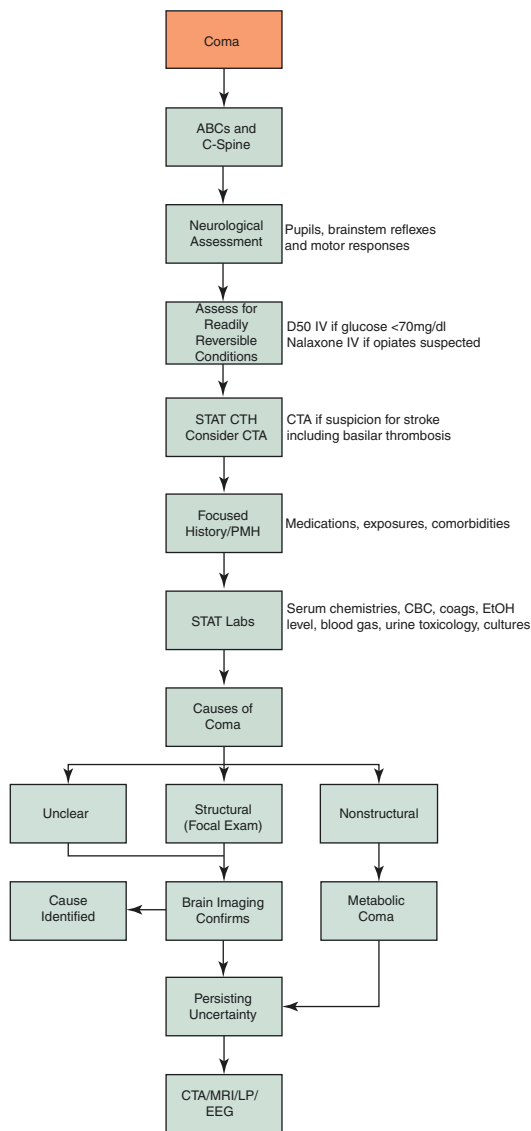 Coma
ABCs and
C-Spine
Neurological
Assessment
Pupils, brainstem reflexes
and motor responses
Assess for
Readily
Reversible
Conditions
D50 IV if glucose <70mg/dl
Nalaxone IV if opiates suspected
STAT CTH
Consider CTA
CTA if suspicion for stroke
including basilar thrombosis
Focused
History/PMH
Medications, exposures, comorbidities
STAT Labs
Serum chemistries, CBC, coags, EtOH
level, blood gas, urine toxicology, cultures
Causes of
Coma
Unclear
Structural
(Focal Exam)
Nonstructural
Cause
Identified
Brain Imaging
Confirms
Metabolic
Coma
Persisting
Uncertainty
CTA/MRI/LP/
EEG